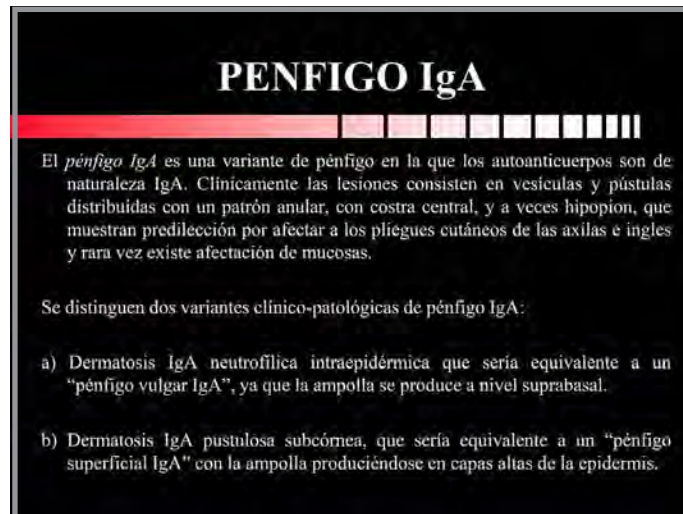 PENFIGO IgA
El pénfigo IgA es una variante de pénfigo en la que los autoanticuerpos son de
naturaleza IgA. Clínicamente las lesiones consisten en vesículas y pústulas
distribuidas con un patrón anular, con costra central, y a veces hipopion, que
muestran predilección por afectar a los pliegues cutáneos de las axilas e ingles
y rara vez existe afectación de mucosas.
Se distinguen dos variantes clínico-patológicas de pénfigo IgA:
a) Dermatosis IgA neutrofílica intraepidérmica que sería equivalente a un
“pénfigo vulgar IgA”, ya que la ampolla se produce a nivel suprabasal.
b) Dermatosis IgA pustulosa subcórnea, que sería equivalente a un “pénfigo
superficial IgA” con la ampolla produciéndose en capas altas de la epidermis.